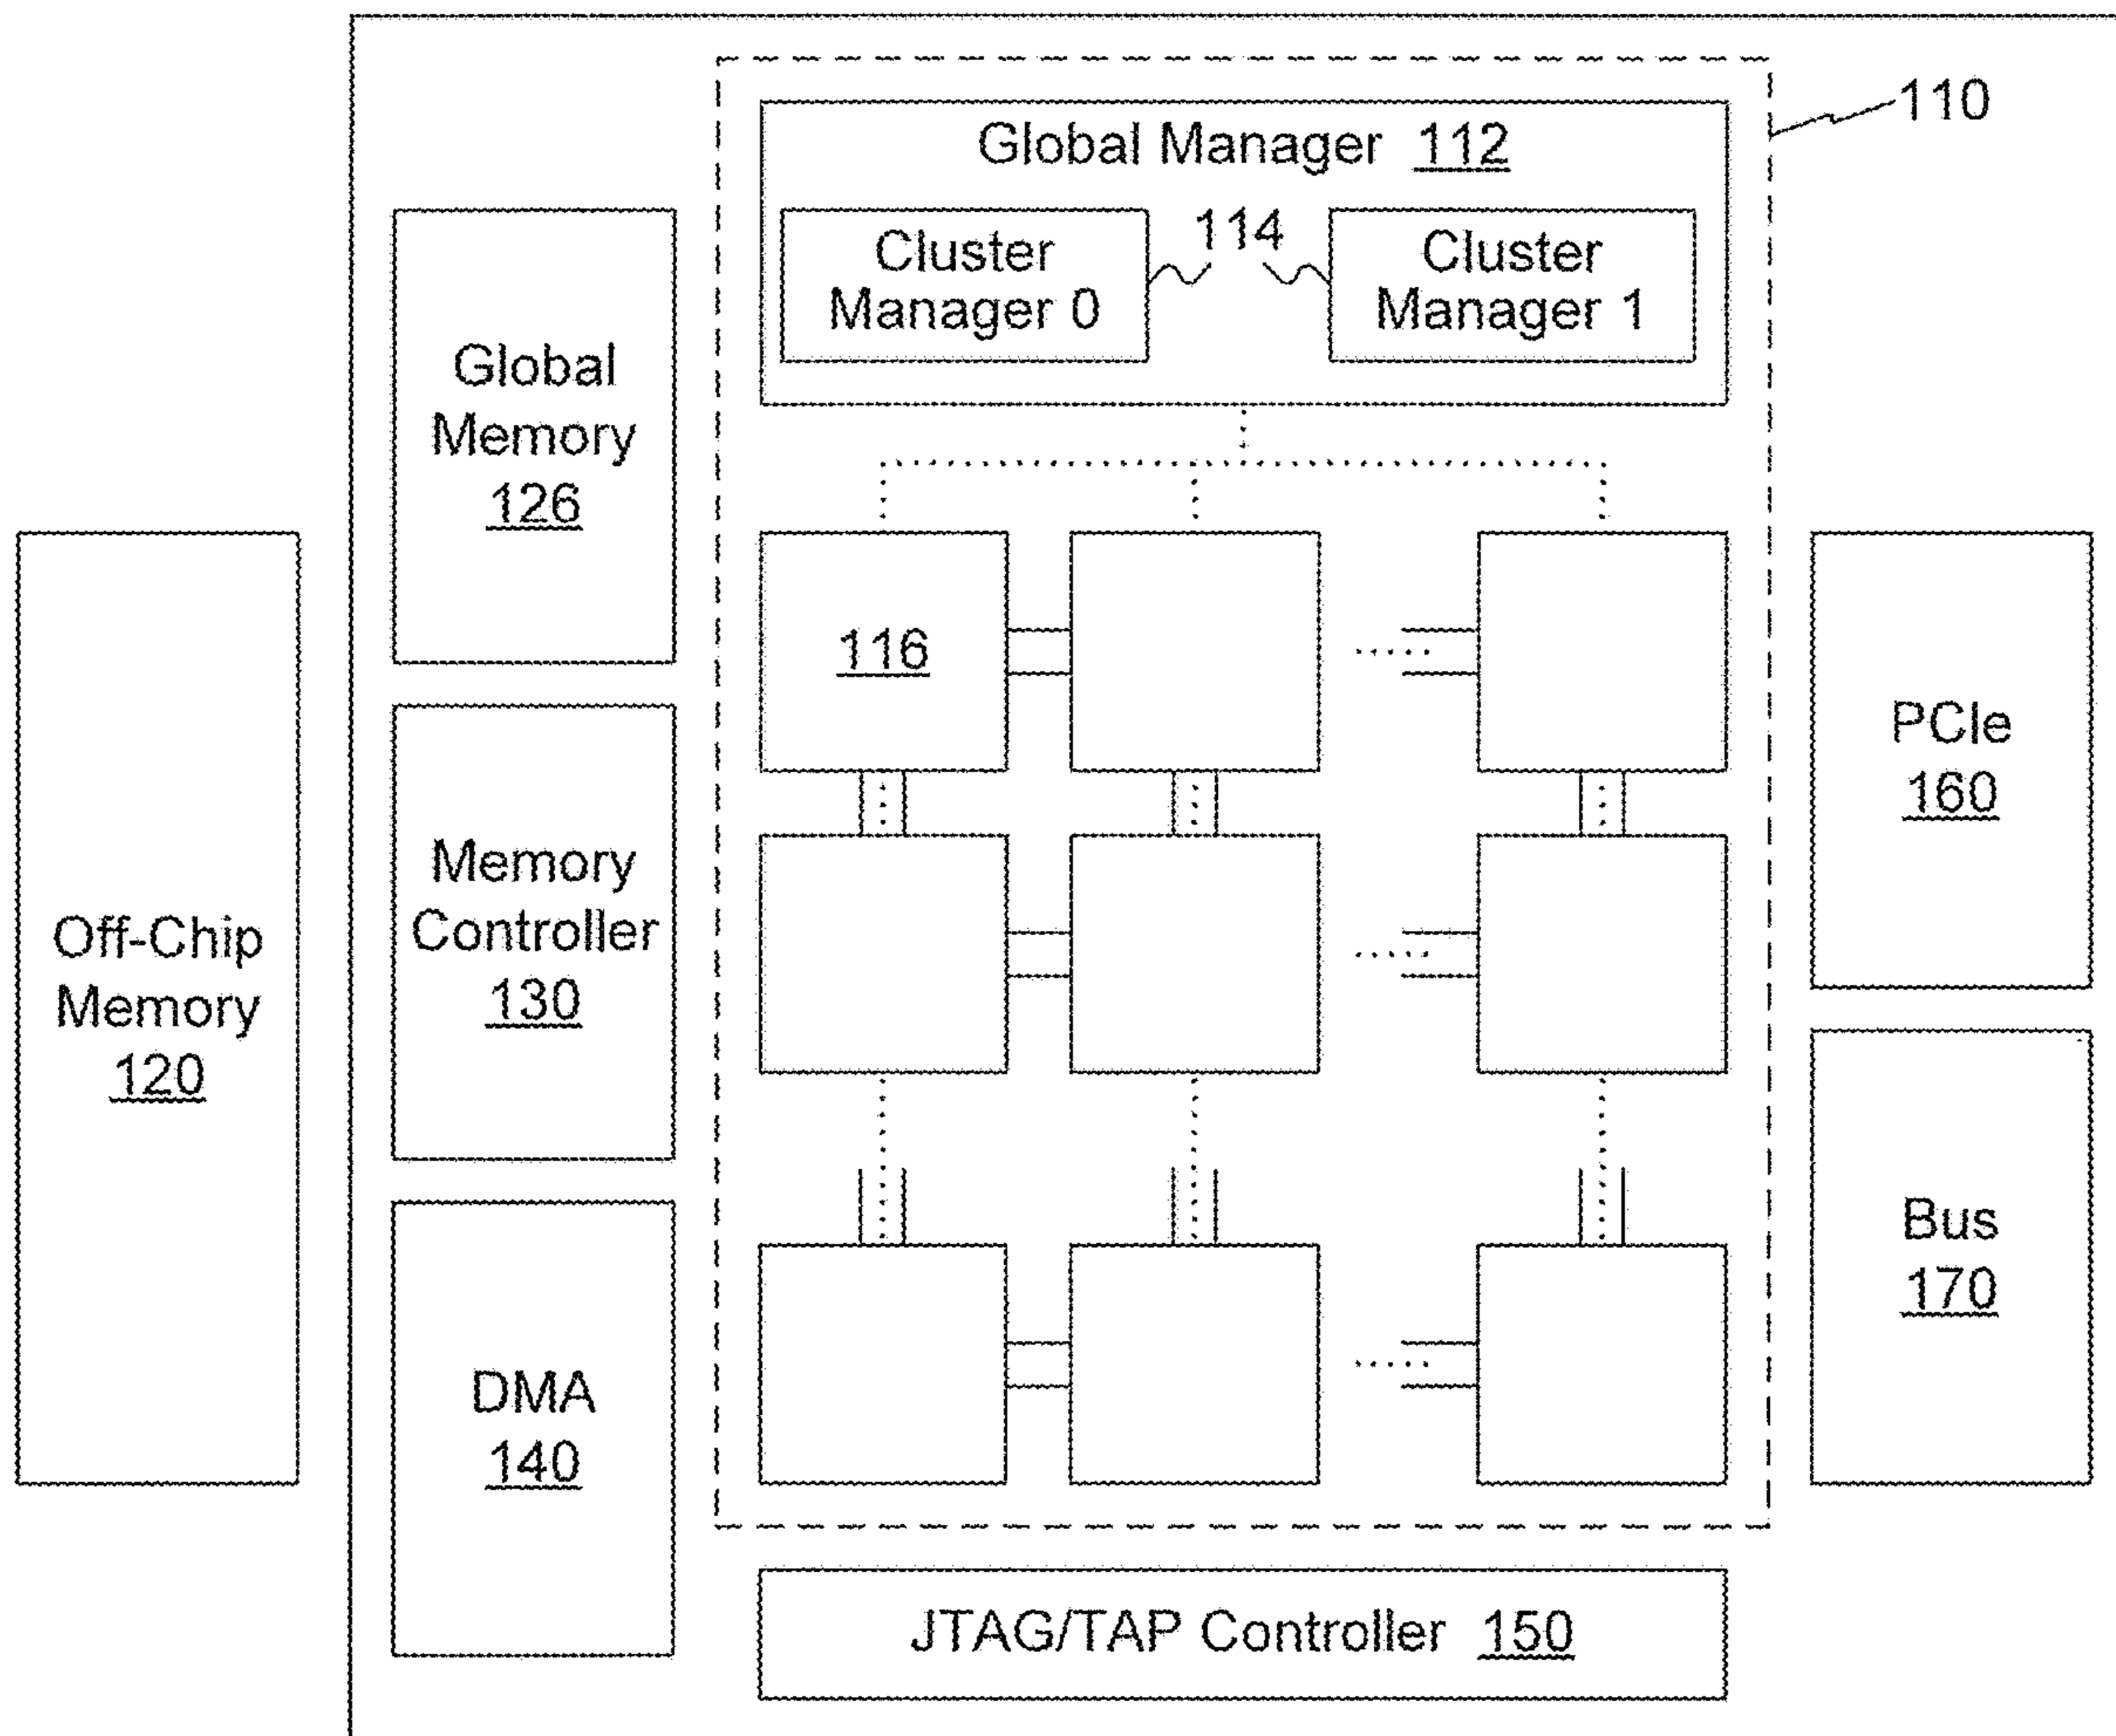 110
Global Manager 112
114
Cluster
Manager 0
Cluster
Manager 1
Global
Memory
126
116
Off-Chip
Memory
120
Memory
Controller
130
PCIe
160
DMA
140
Bus
170
JTAG/TAP Controller 150